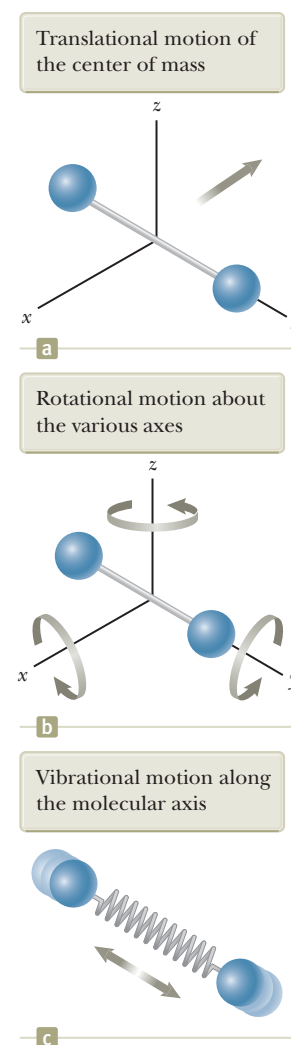 Translational motion of
the center of mass
z
x
a
Rotational motion about
the various axes
z
x
b
Vibrational motion along
the molecular axis
c